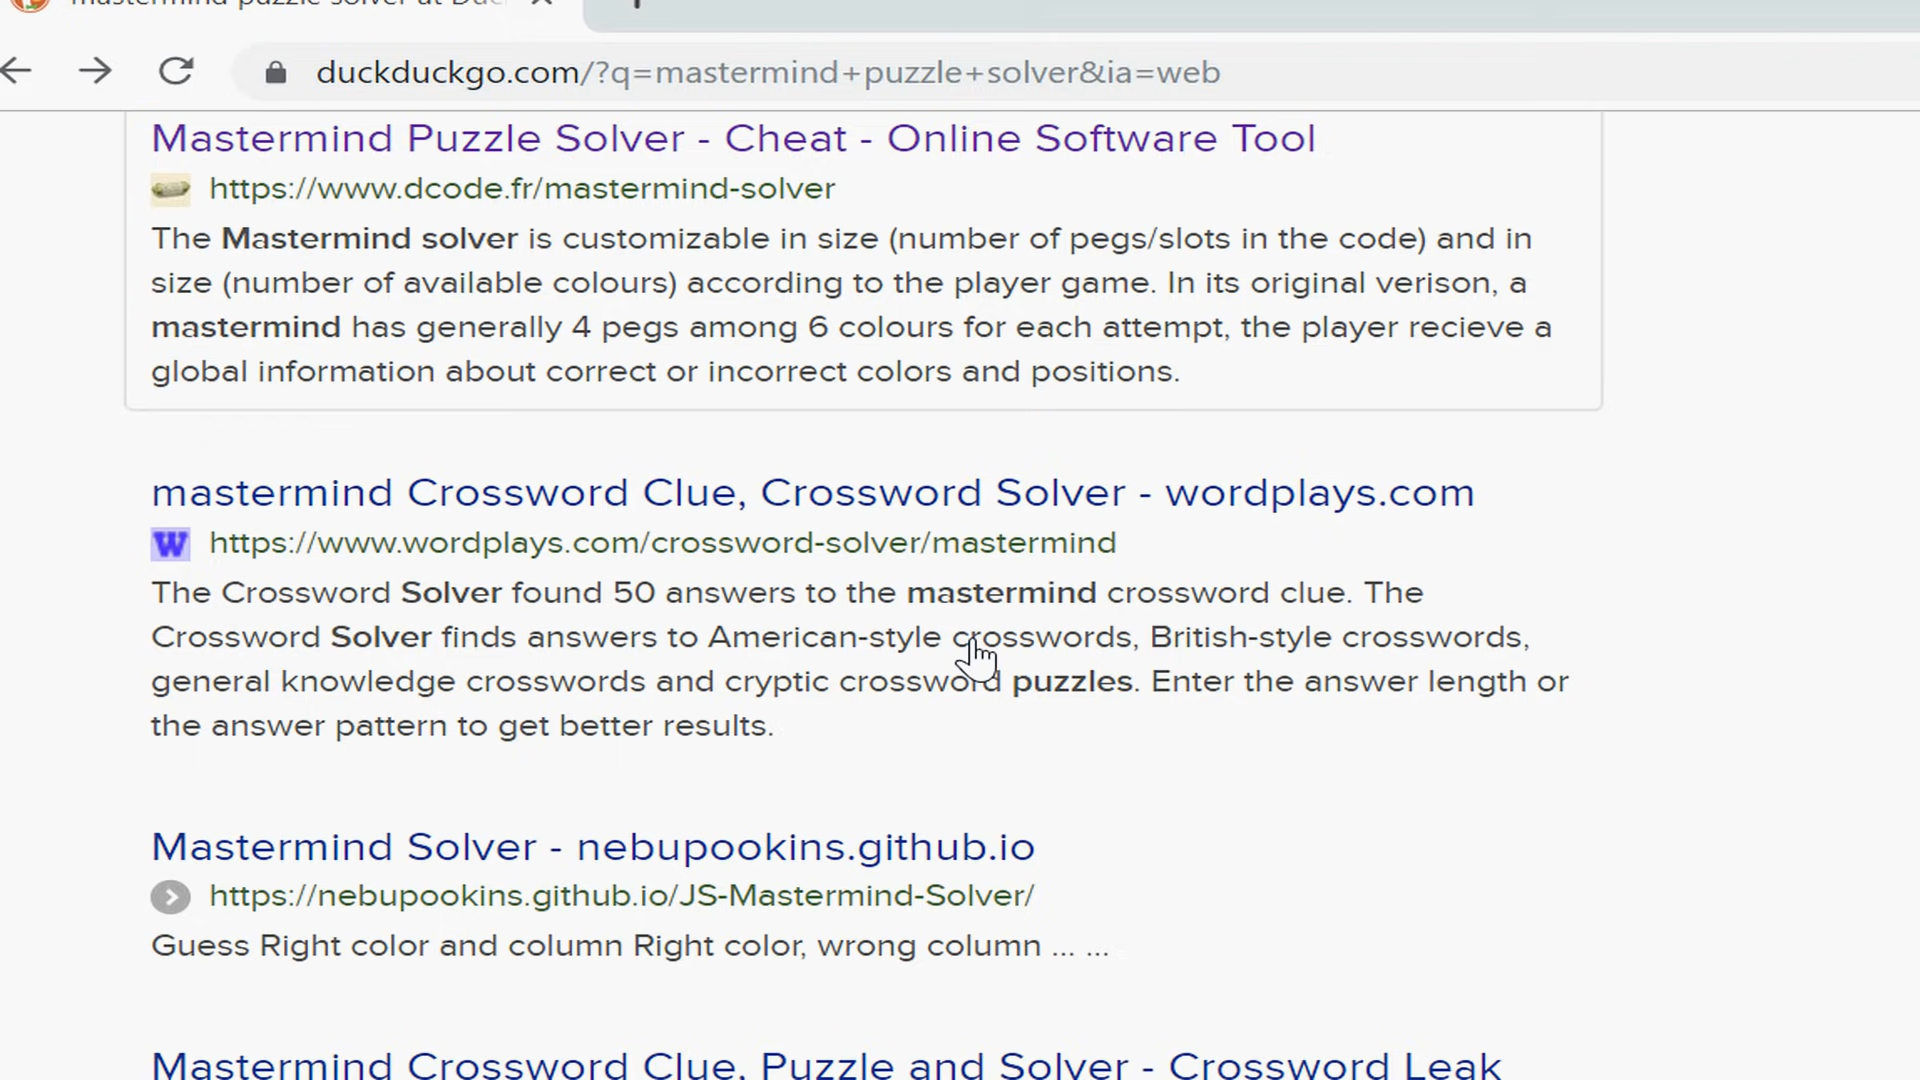 mastermind puzzle solver at Duc
duckduckgo.com/?q=mastermind+puzzle+solver&ia=web
Mastermind Puzzle Solver - Cheat - Online Software Tool
https://www.dcode.fr/mastermind-solver
The Mastermind solver is customizable in size (number of pegs/slots in the code) and in
size (number of available colours) according to the player game. In its original verison, a
mastermind has generally 4 pegs among 6 colours for each attempt, the player recieve a
global information about correct or incorrect colors and positions.
mastermind Crossword Clue, Crossword Solver - wordplays.com
W https://www.wordplays.com/crossword-solver/mastermind
The Crossword Solver found 50 answers to the mastermind crossword clue. The
Crossword Solver finds answers to American-style crosswords, British-style crosswords,
general knowledge crosswords and cryptic crossword puzzles. Enter the answer length or
the answer pattern to get better results.
Mastermind Solver - nebupookins.github.io
https://nebupookins.github.io/JS-Mastermind-Solver/
Guess Right color and column Right color, wrong column ... ...
Mastermind Crossword Clue, Puzzle and Solver - Crossword Leak